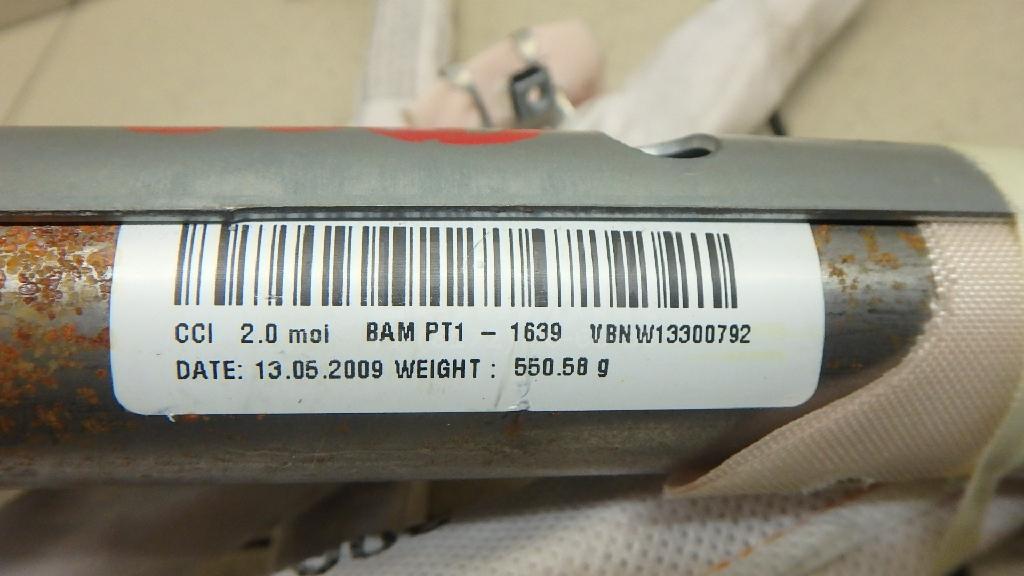 CCI 2.0 mol BAM PT1 - 1639 VBNW13300792
DATE: 13.05.2009 WEIGHT : 550.58 g